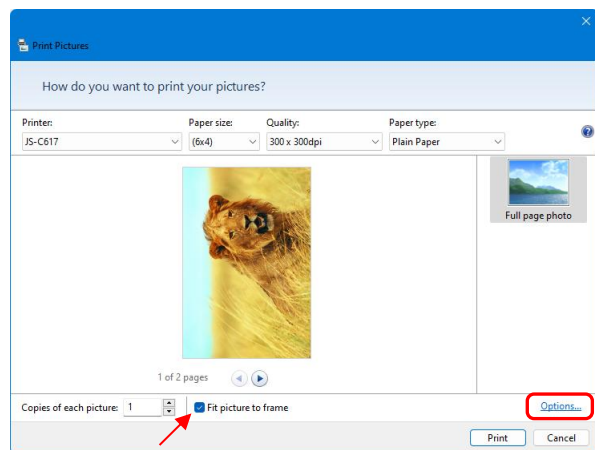 Print Pictures
How do you want to print your pictures?
Printer: Paper size: Quality: Paper type:
JS-C617 (6x4) 300 x 300dpi Plain Paper
Full page photo
1 of 2 pages
Copies of each picture: 1 Fit picture to frame Options...
Print Cancel